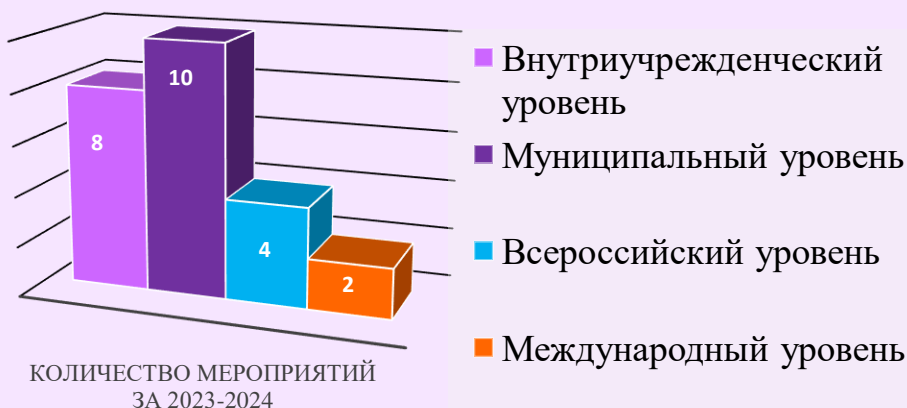 8
10
4
2
Внутриучрежденческий
уровень
Муниципальный уровень
Всероссийский уровень
Международный уровень
КОЛИЧЕСТВО МЕРОПРИЯТИЙ
ЗА 2023-2024